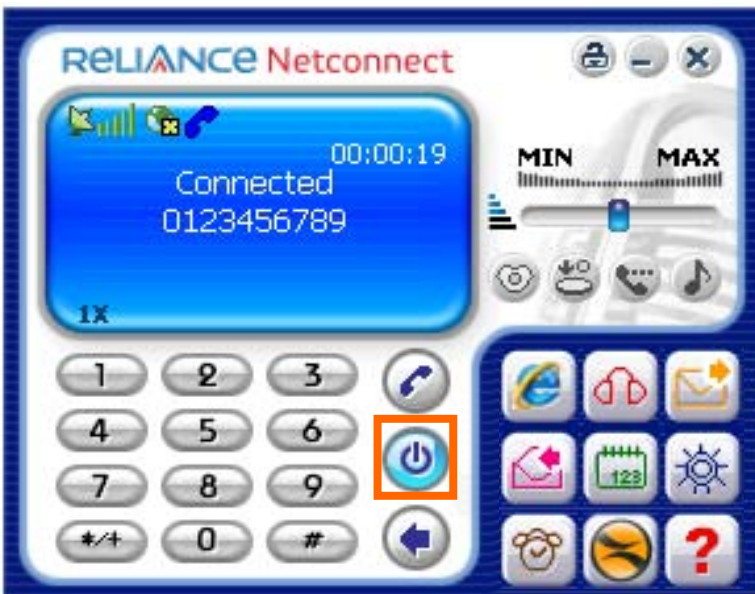 RELIANCE Netconnect
00:00:19
Connected
0123456789
1X
MIN MAX
1 2 3
4 5 6
7 8 9
*/+ 0 #
123
?